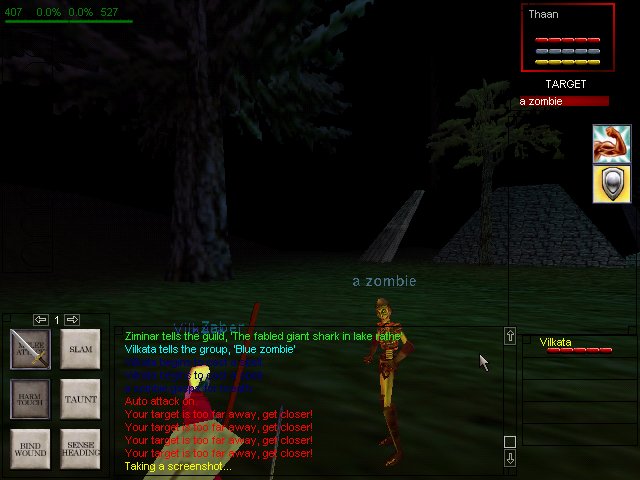 407 0.0% 0.0% 527
Thaan
TARGET
a zombie
a zombie
1
MELEE ATTACK
SLAM
HARM TOUCH
TAUNT
BIND WOUND
SENSE HEADING
Ziminar tells the guild, 'The fabled giant shark in lake rathe'
Vilkata tells the group, 'Blue zombie'
Auto attack on.
Your target is too far away, get closer!
Your target is too far away, get closer!
Your target is too far away, get closer!
Your target is too far away, get closer!
Taking a screenshot...
Vilkata